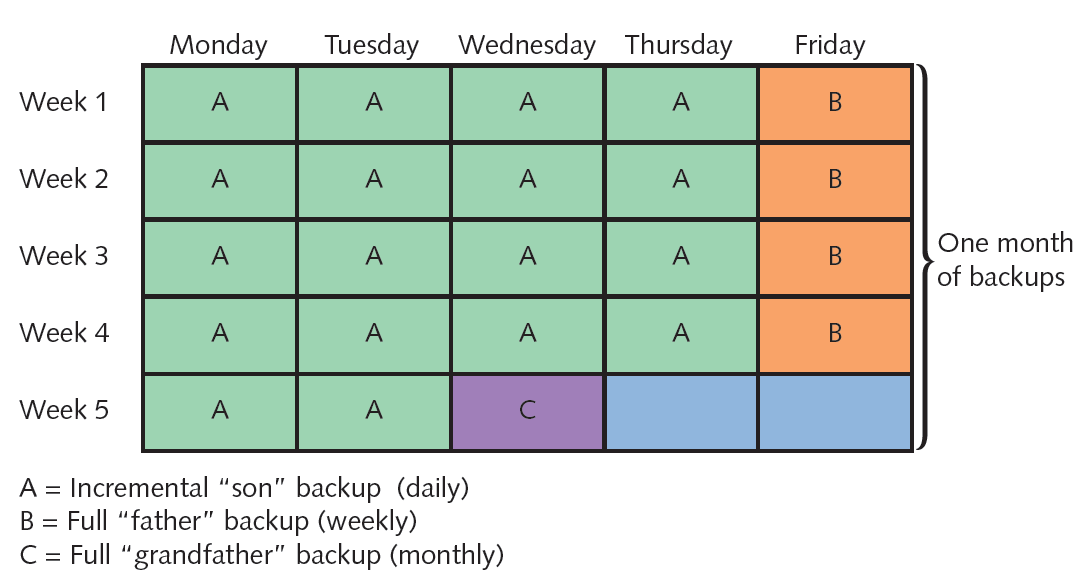 Monday Tuesday Wednesday Thursday Friday
Week 1 A A A A B
Week 2 A A A A B
Week 3 A A A A B
Week 4 A A A A B
Week 5 A A C
One month
of backups
A = Incremental “son” backup (daily)
B = Full “father” backup (weekly)
C = Full “grandfather” backup (monthly)